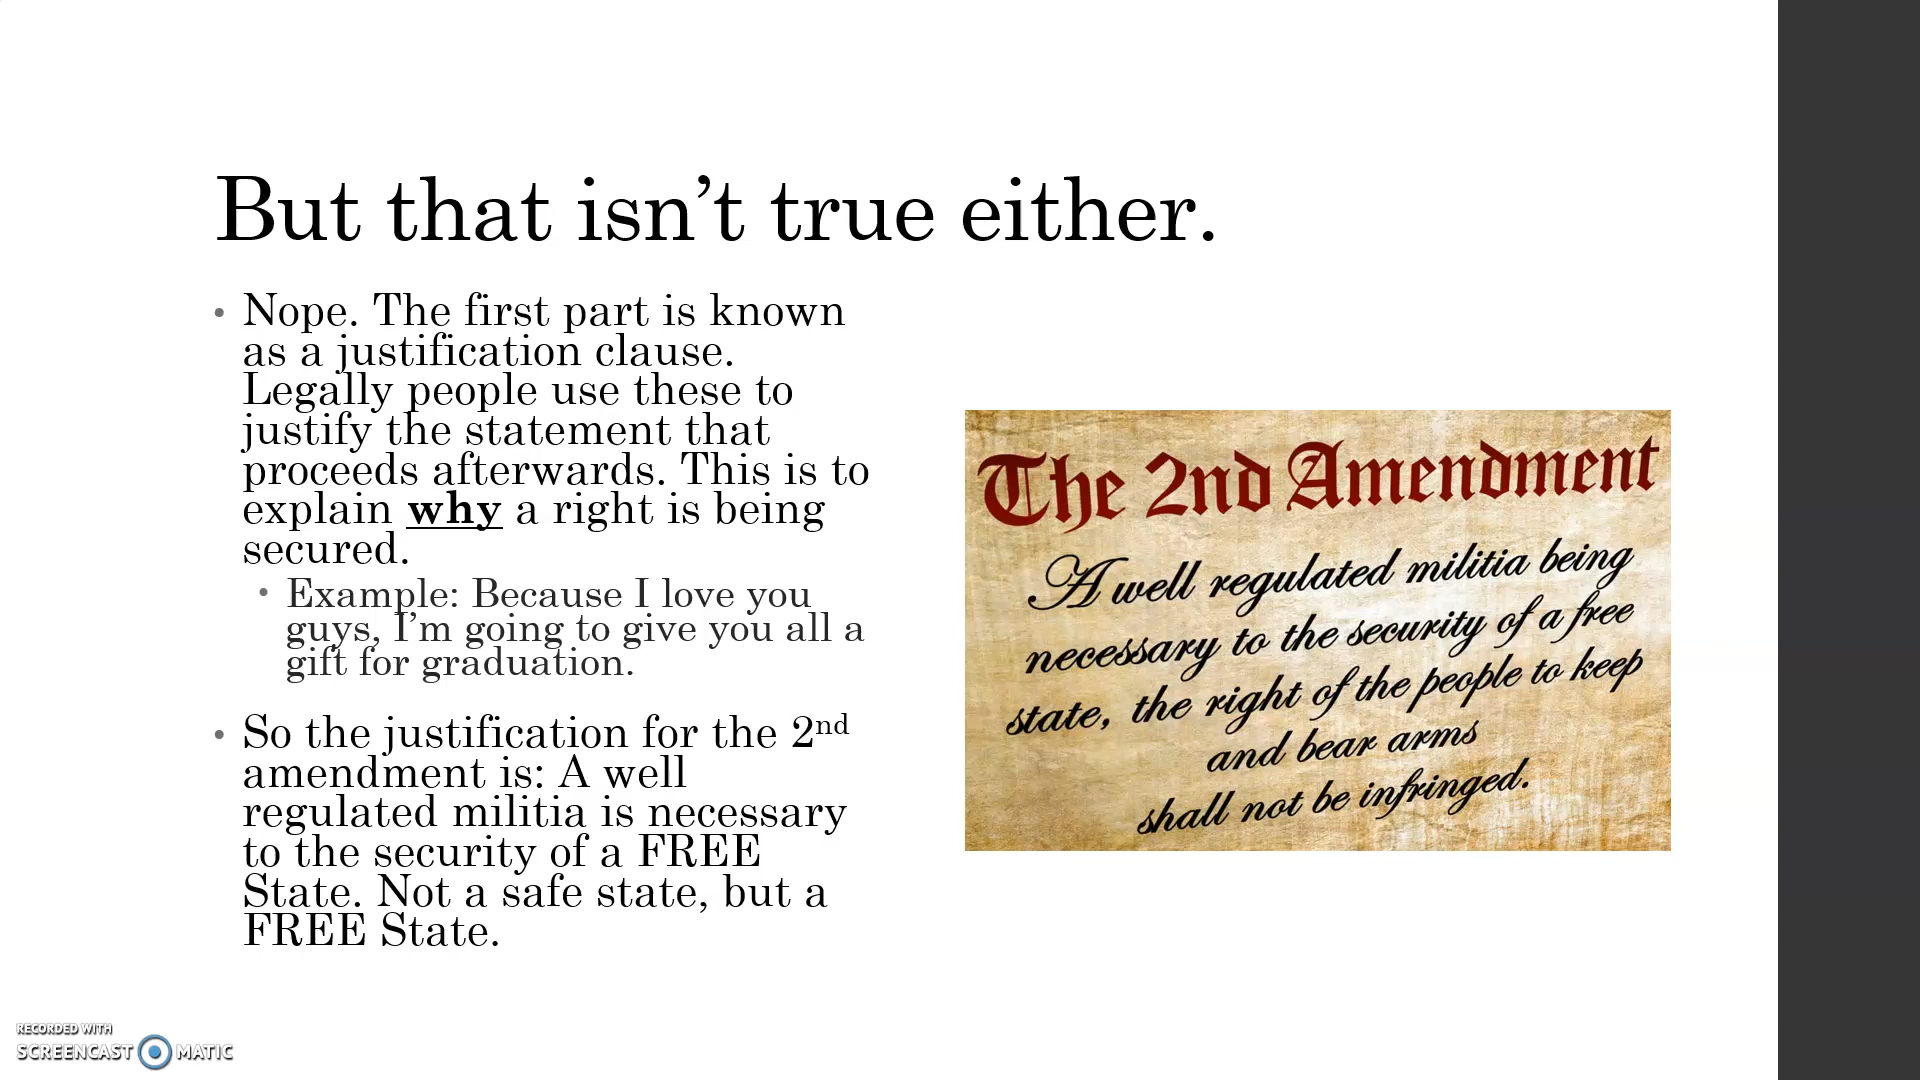 But that isn’t true either.
• Nope. The first part is known
as a justification clause.
Legally people use these to
justify the statement that
proceeds afterwards. This is to
explain why a right is being
secured.
• Example: Because I love you
guys, I’m going to give you all a
gift for graduation.
• So the justification for the 2nd
amendment is: A well
regulated militia is necessary
to the security of a FREE
State. Not a safe state, but a
FREE State.
The 2nd Amendment
A well regulated militia being
necessary to the security of a free
state, the right of the people to keep
and bear arms
shall not be infringed.
RECORDED WITH
SCREENCAST MATIC